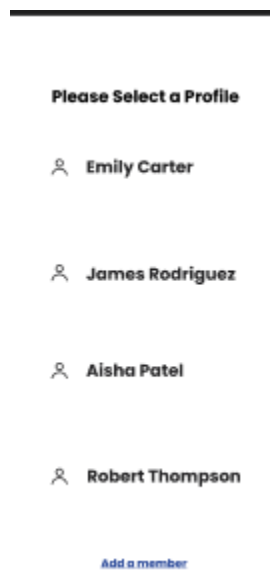 Please Select a Profile
Emily Carter
James Rodriguez
Aisha Patel
Robert Thompson
Add a member